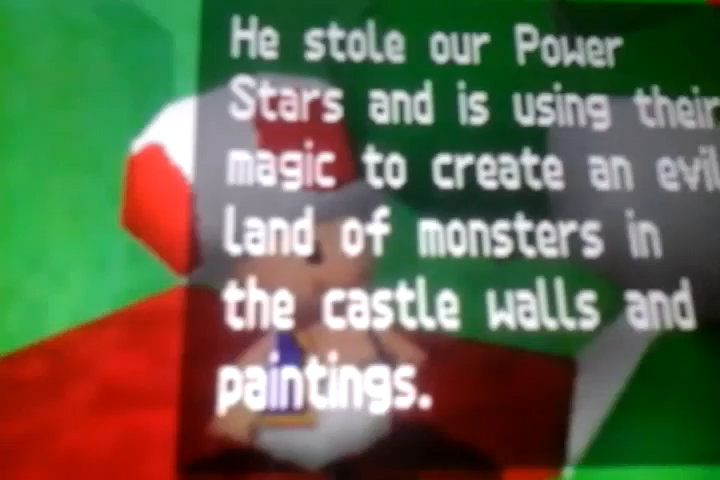 He stole our Power
Stars and is using their
magic to create an evil
land of monsters in
the castle walls and
paintings.